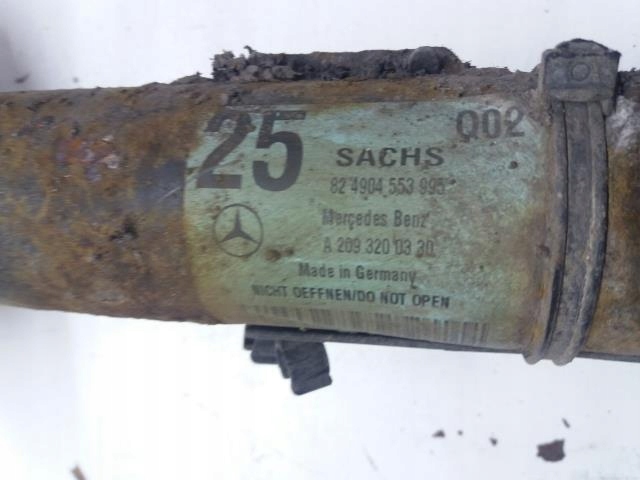 25
Q02
SACHS
82 4904 553 995
Mercedes Benz
A 209 320 03 30
Made in Germany
NICHT OEFFNEN/DO NOT OPEN